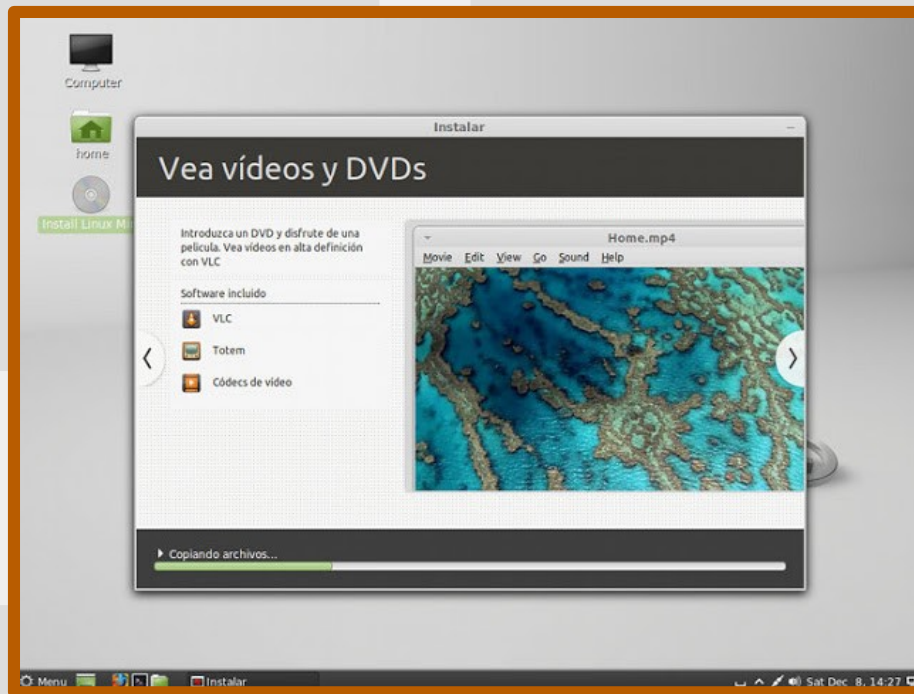 Computer
home
Install Linux Mi
Instalar
Vea vídeos y DVDs
Introduzca un DVD y disfrute de una
pelicula. Vea vídeos en alta definición
con VLC
Software incluido
VLC
Totem
Códecs de vídeo
Home.mp4
Movie Edit View Go Sound Help
Copiando archivos...
Menu Instalar Sat Dec 8, 14:27